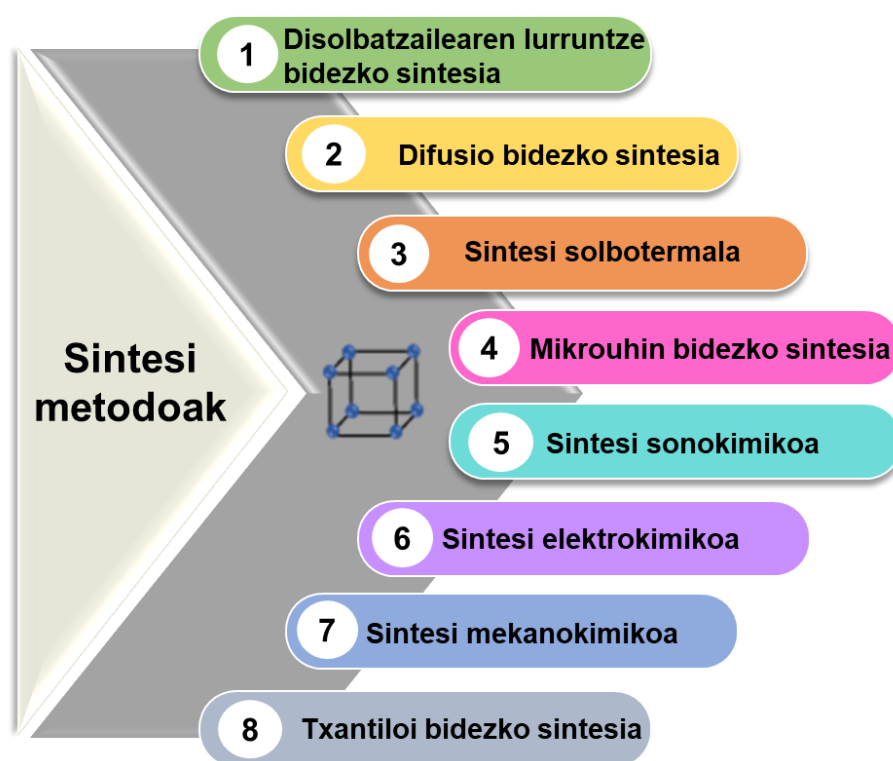 1
Disolbatzailearen lurruntze
bidezko sintesia
2
Difusio bidezko sintesia
3
Sintesi solbotermala
Sintesi
metodoak
4
Mikrouhin bidezko sintesia
5
Sintesi sonokimikoa
6
Sintesi elektrokimikoa
7
Sintesi mekanokimikoa
8
Txantiloi bidezko sintesia